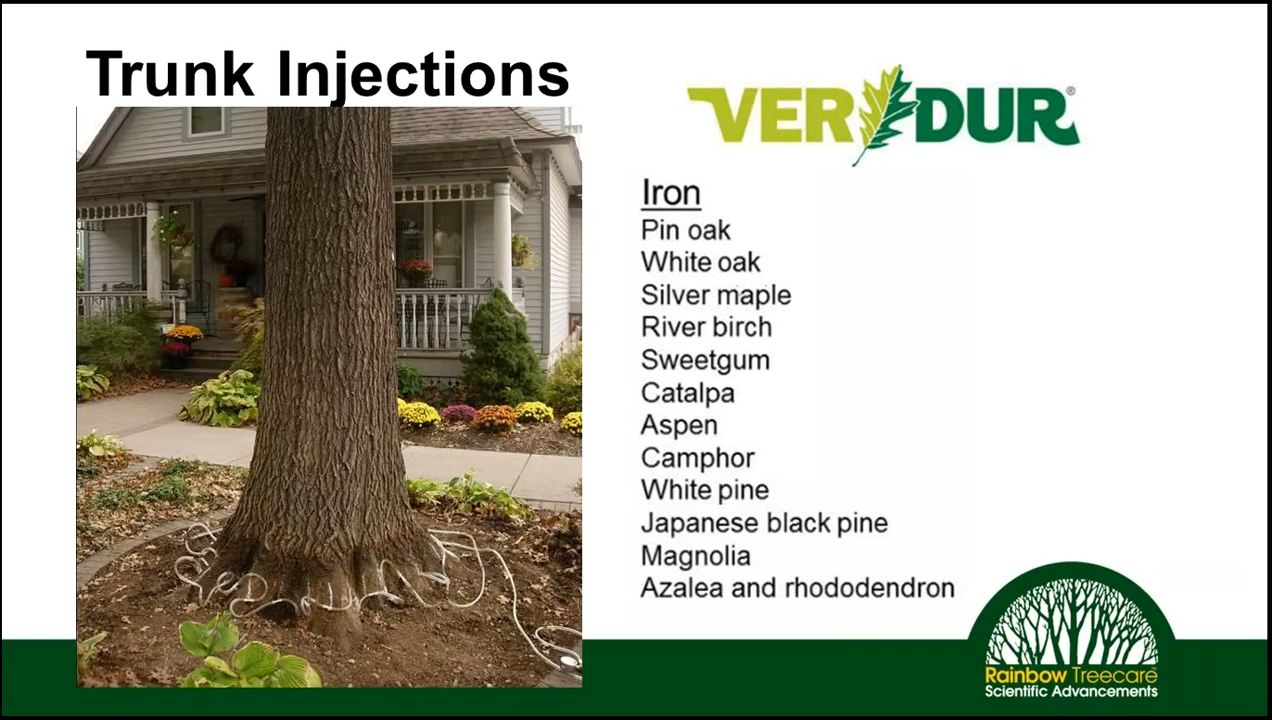 Trunk Injections
VERDUR®
Iron
Pin oak
White oak
Silver maple
River birch
Sweetgum
Catalpa
Aspen
Camphor
White pine
Japanese black pine
Magnolia
Azalea and rhododendron
Rainbow Treecare
Scientific Advancements